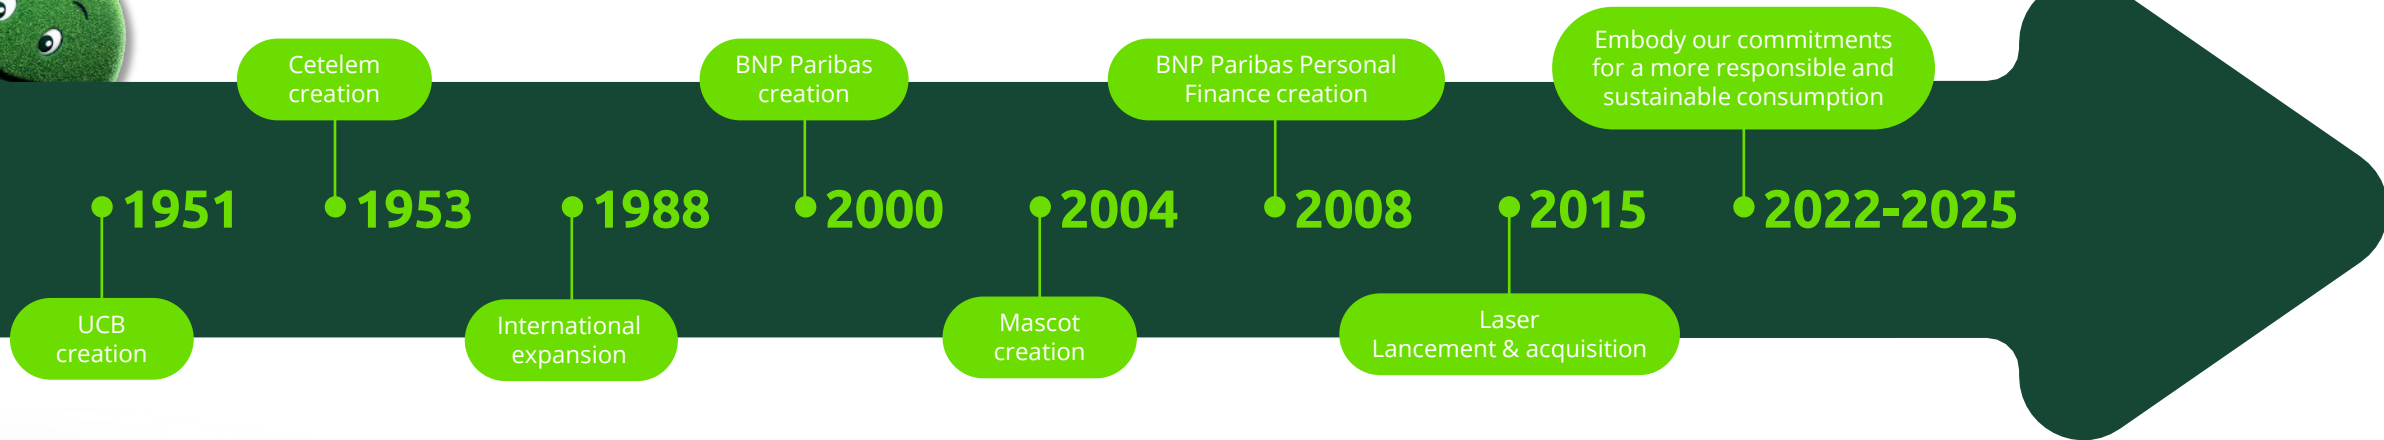 Cetelem
creation
BNP Paribas
creation
BNP Paribas Personal
Finance creation
Embody our commitments
for a more responsible and
sustainable consumption
1951
1953
1988
2000
2004
2008
2015
2022-2025
UCB
creation
International
expansion
Mascot
creation
Laser
Lancement & acquisition